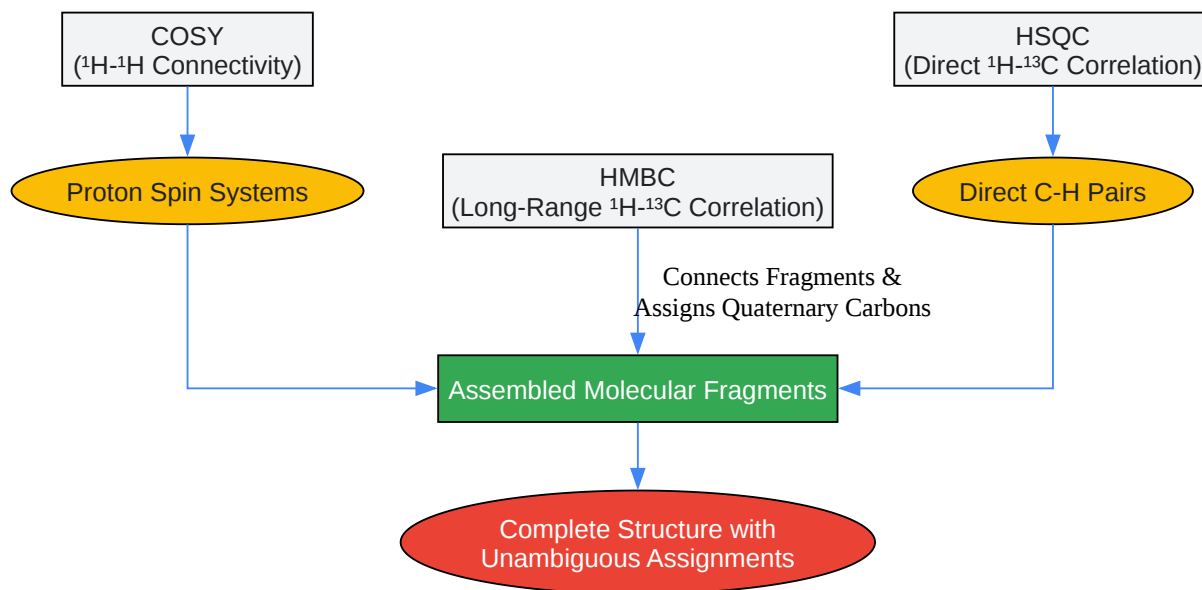 COSY
(¹H-¹H Connectivity)
HSQC
(Direct ¹H-¹³C Correlation)
Proton Spin Systems
HMBC
(Long-Range ¹H-¹³C Correlation)
Direct C-H Pairs
Connects Fragments &
Assigns Quaternary Carbons
Assembled Molecular Fragments
Complete Structure with
Unambiguous Assignments